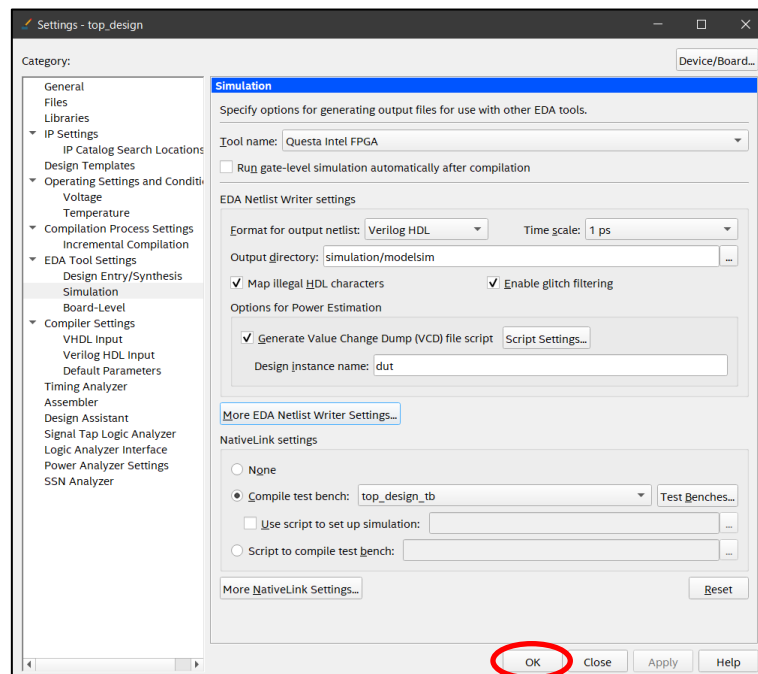 Settings - top_design
Category:
Device/Board...
General
Files
Libraries
IP Settings
IP Catalog Search Locations
Design Templates
Operating Settings and Conditi
Voltage
Temperature
Compilation Process Settings
Incremental Compilation
EDA Tool Settings
Design Entry/Synthesis
Simulation
Board-Level
Compiler Settings
VHDL Input
Verilog HDL Input
Default Parameters
Timing Analyzer
Assembler
Design Assistant
Signal Tap Logic Analyzer
Logic Analyzer Interface
Power Analyzer Settings
SSN Analyzer
Simulation
Specify options for generating output files for use with other EDA tools.
Tool name: Questa Intel FPGA
Run gate-level simulation automatically after compilation
EDA Netlist Writer settings
Format for output netlist: Verilog HDL Time scale: 1 ps
Output directory: simulation/modelsim ...
Map illegal HDL characters Enable glitch filtering
Options for Power Estimation
Generate Value Change Dump (VCD) file script Script Settings...
Design instance name: dut
More EDA Netlist Writer Settings...
NativeLink settings
None
Compile test bench: top_design_tb Test Benches...
Use script to set up simulation: ...
Script to compile test bench: ...
More NativeLink Settings... Reset
OK Close Apply Help